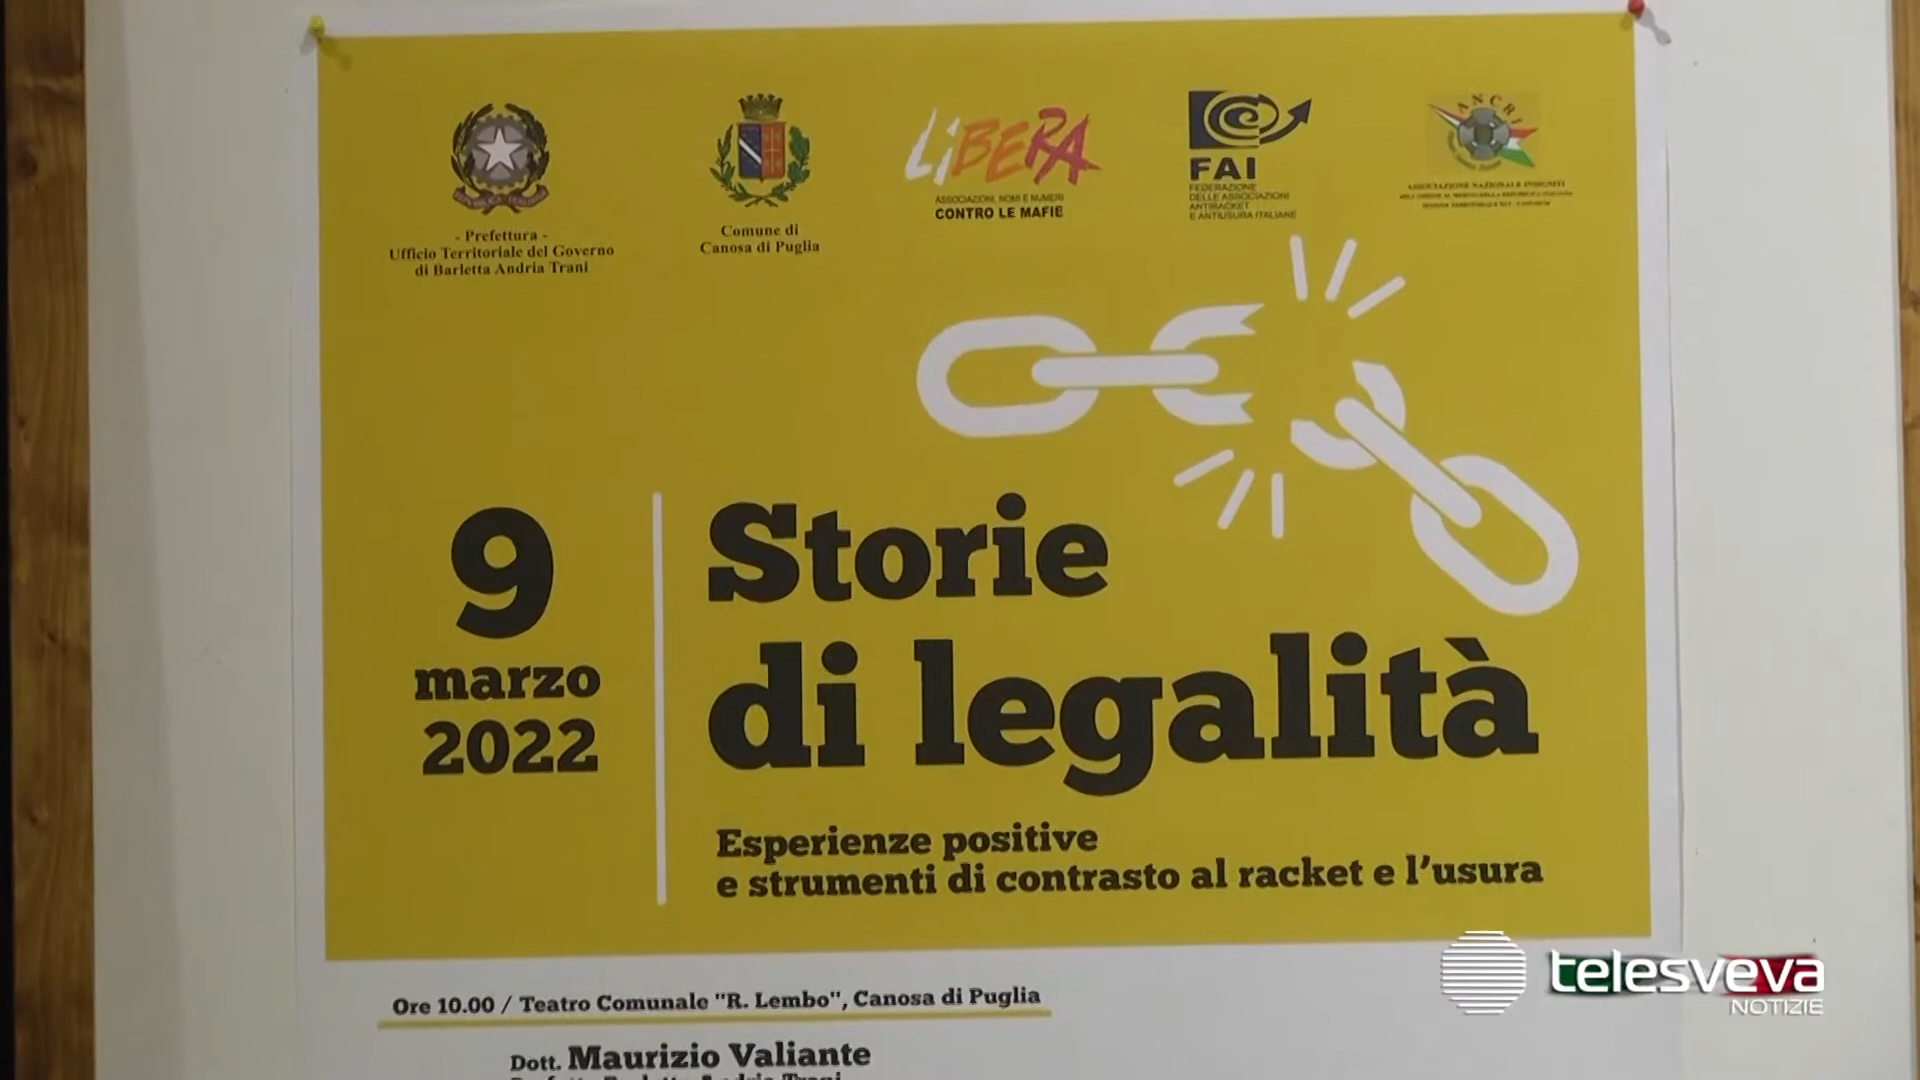 REPUBBLICA ITALIANA
- Prefettura -
Ufficio Territoriale del Governo
di Barletta Andria Trani
Comune di
Canosa di Puglia
LiBERA
ASSOCIAZIONI, NOMI E NUMERI
CONTRO LE MAFIE
FAI
FEDERAZIONE
DELLE ASSOCIAZIONI
ANTIRACKET
E ANTIUSURA ITALIANE
ANCRI
ASSOCIAZIONE NAZIONALE INSIGNITI
9
marzo
2022
Storie
di legalità
Esperienze positive
e strumenti di contrasto al racket e l'usura
Ore 10.00 / Teatro Comunale "R. Lembo", Canosa di Puglia
Dott. Maurizio Valiante
telesveva
NOTIZIE